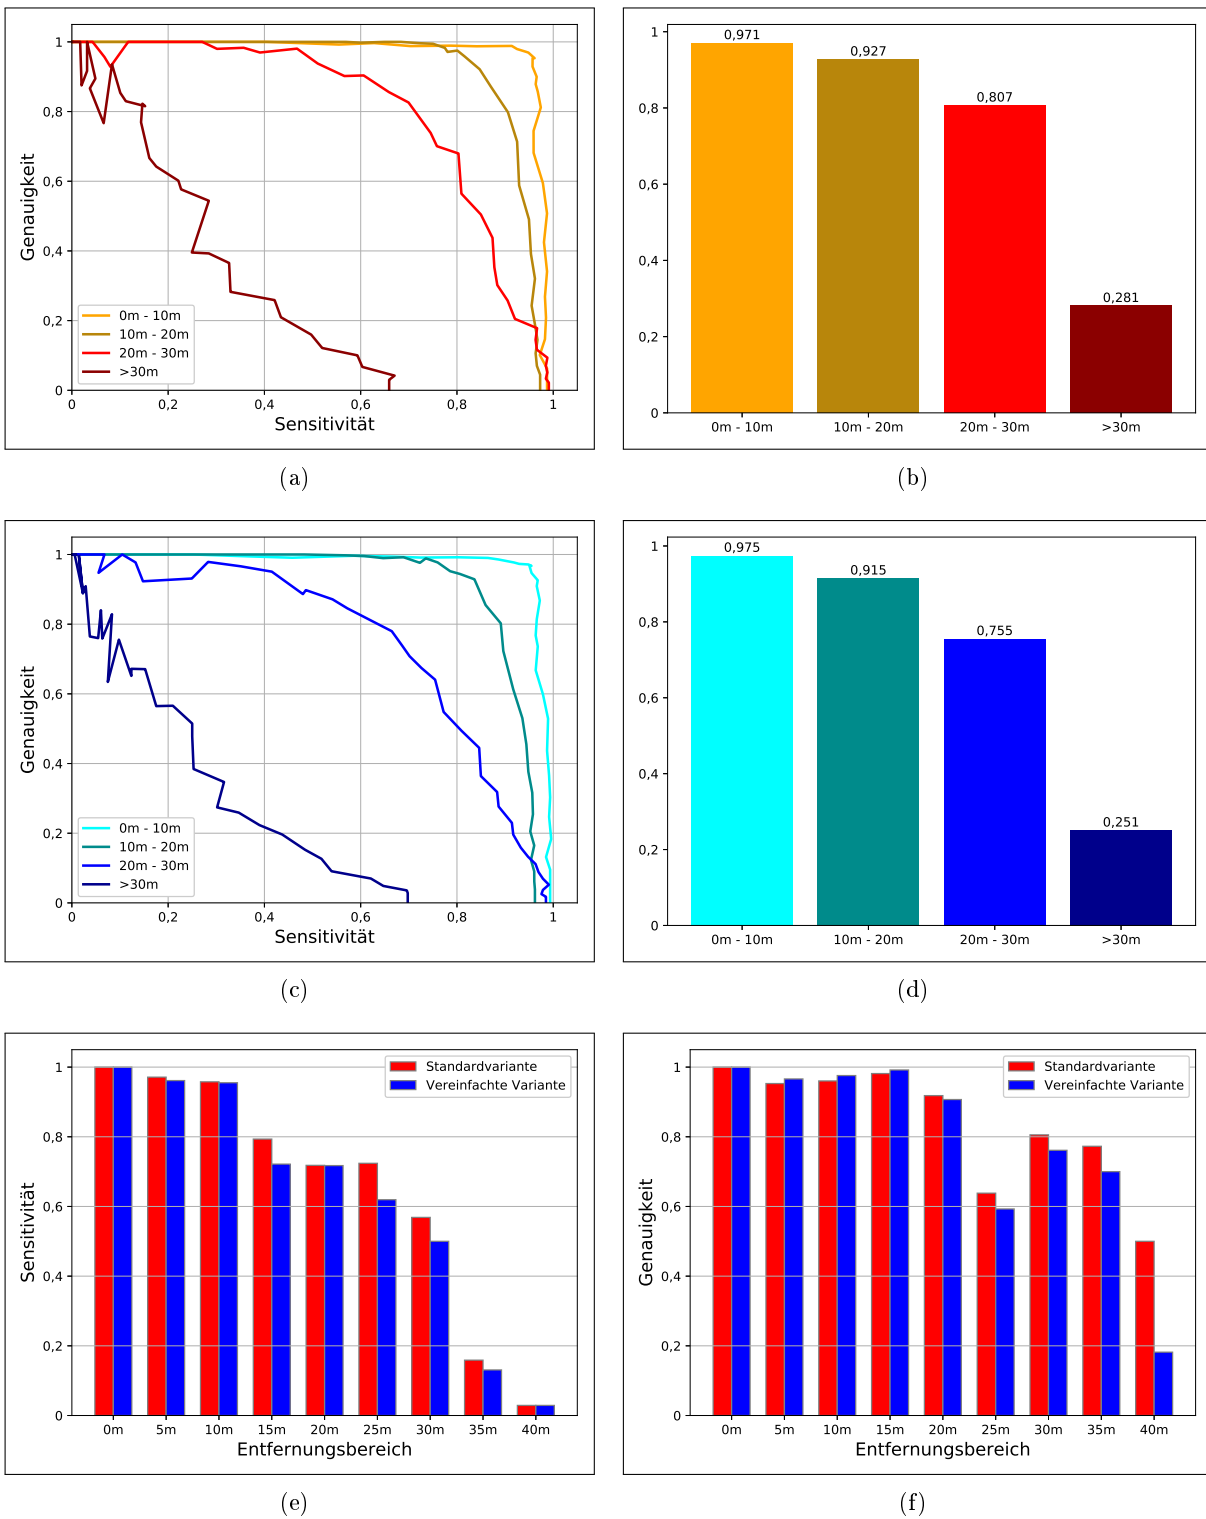 1
0,8
0,6
0,4
0,2
0
0 0,2 0,4 0,6 0,8 1
Genauigkeit
Sensitivität
0m - 10m
10m - 20m
20m - 30m
>30m
(a)
1
0,8
0,6
0,4
0,2
0
0,971
0,927
0,807
0,281
0m - 10m 10m - 20m 20m - 30m >30m
(b)
1
0,8
0,6
0,4
0,2
0
0 0,2 0,4 0,6 0,8 1
Genauigkeit
Sensitivität
0m - 10m
10m - 20m
20m - 30m
>30m
(c)
1
0,8
0,6
0,4
0,2
0
0,975
0,915
0,755
0,251
0m - 10m 10m - 20m 20m - 30m >30m
(d)
1
0,8
0,6
0,4
0,2
0
Sensitivität
Standardvariante
Vereinfachte Variante
0m 5m 10m 15m 20m 25m 30m 35m 40m
Entfernungsbereich
(e)
1
0,8
0,6
0,4
0,2
0
Genauigkeit
Standardvariante
Vereinfachte Variante
0m 5m 10m 15m 20m 25m 30m 35m 40m
Entfernungsbereich
(f)